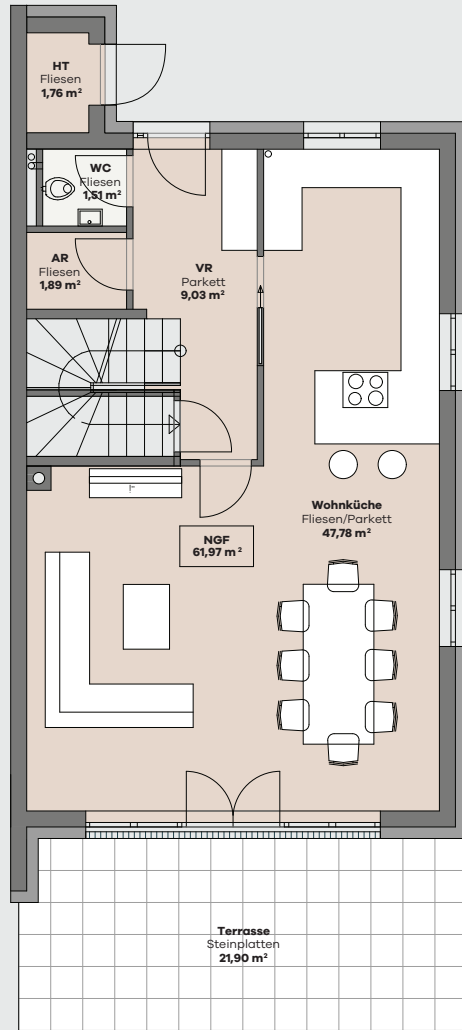 HT
Fliesen
1,76 m²
WC
Fliesen
1,51 m²
AR
Fliesen
1,89 m²
VR
Parkett
9,03 m²
Wohnküche
Fliesen/Parkett
47,78 m²
NGF
61,97 m²
Terrasse
Steinplatten
21,90 m²